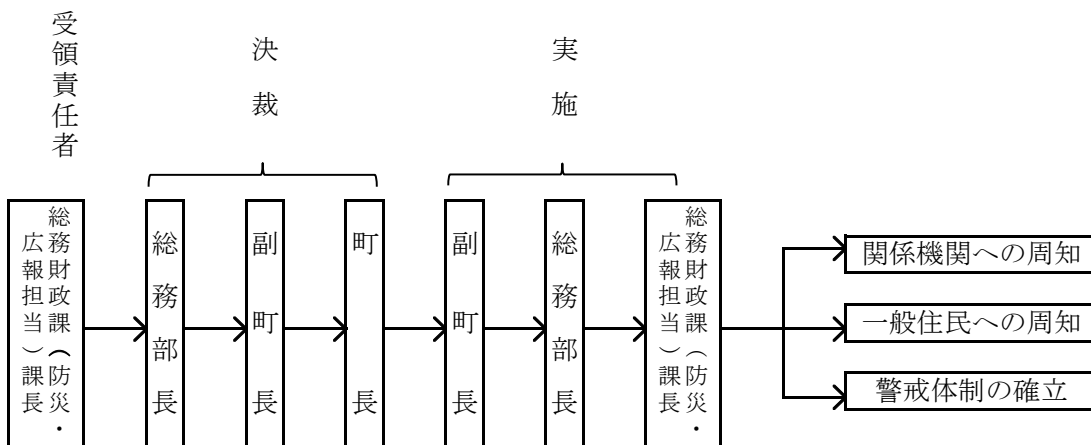 受領責任者
決裁
実施
総務財政課（防災・
広報担当）課長
総務部長
副町長
町長
副町長
総務部長
総務財政課（防災・
広報担当）課長
関係機関への周知
一般住民への周知
警戒体制の確立